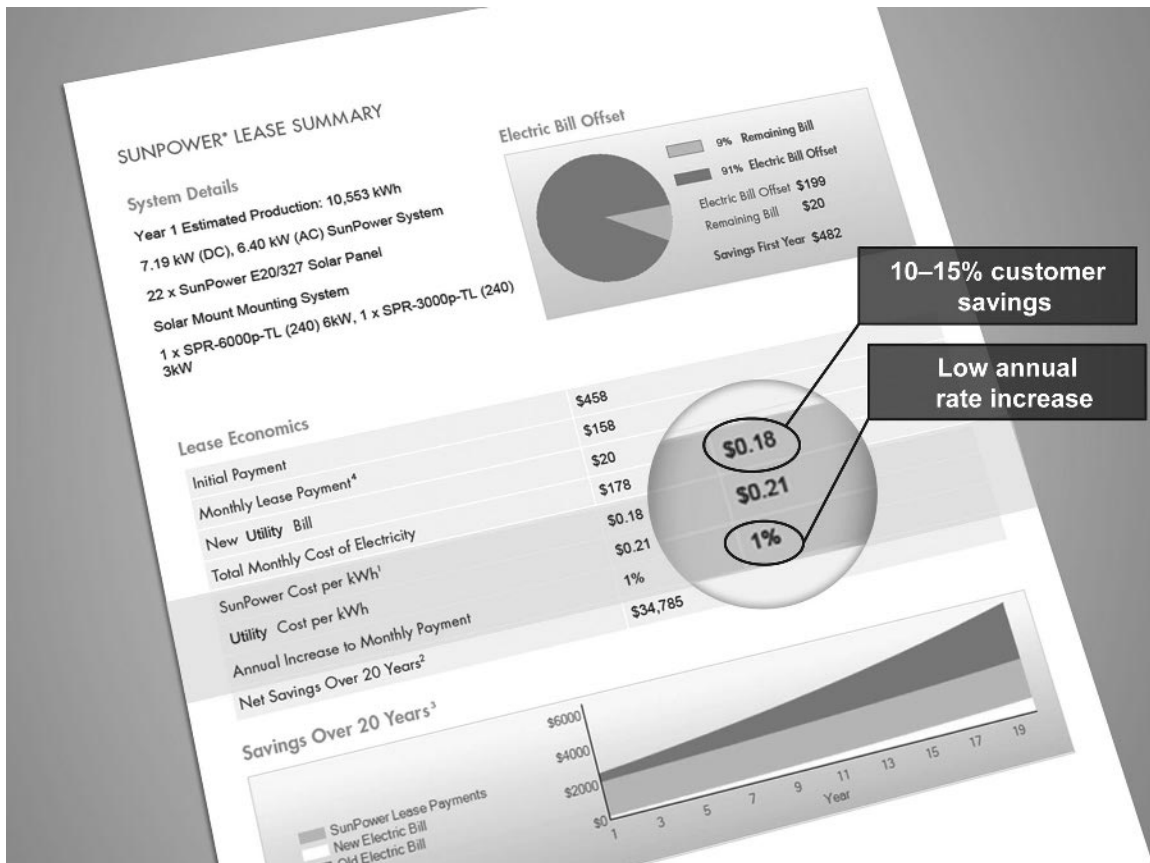 SUNPOWER® LEASE SUMMARY
System Details
Year 1 Estimated Production: 10,553 kWh
7.19 kW (DC), 6.40 kW (AC) SunPower System
22 x SunPower E20/327 Solar Panel
Solar Mount Mounting System
1 x SPR-6000p-TL (240) 6kW, 1 x SPR-3000p-TL (240)
3kW
Electric Bill Offset
9% Remaining Bill
91% Electric Bill Offset
Electric Bill Offset $199
Remaining Bill $20
Savings First Year $482
10–15% customer
savings
Low annual
rate increase
Lease Economics
Initial Payment $458
Monthly Lease Payment⁴ $158
New Utility Bill $20
Total Monthly Cost of Electricity $178
SunPower Cost per kWh¹ $0.18
Utility Cost per kWh $0.21
Annual Increase to Monthly Payment 1%
Net Savings Over 20 Years² $34,785
$0.18
$0.21
1%
Savings Over 20 Years³
$6000
$4000
$2000
$0
1 3 5 7 9 11 13 15 17 19
Year
SunPower Lease Payments
New Electric Bill
Old Electric Bill